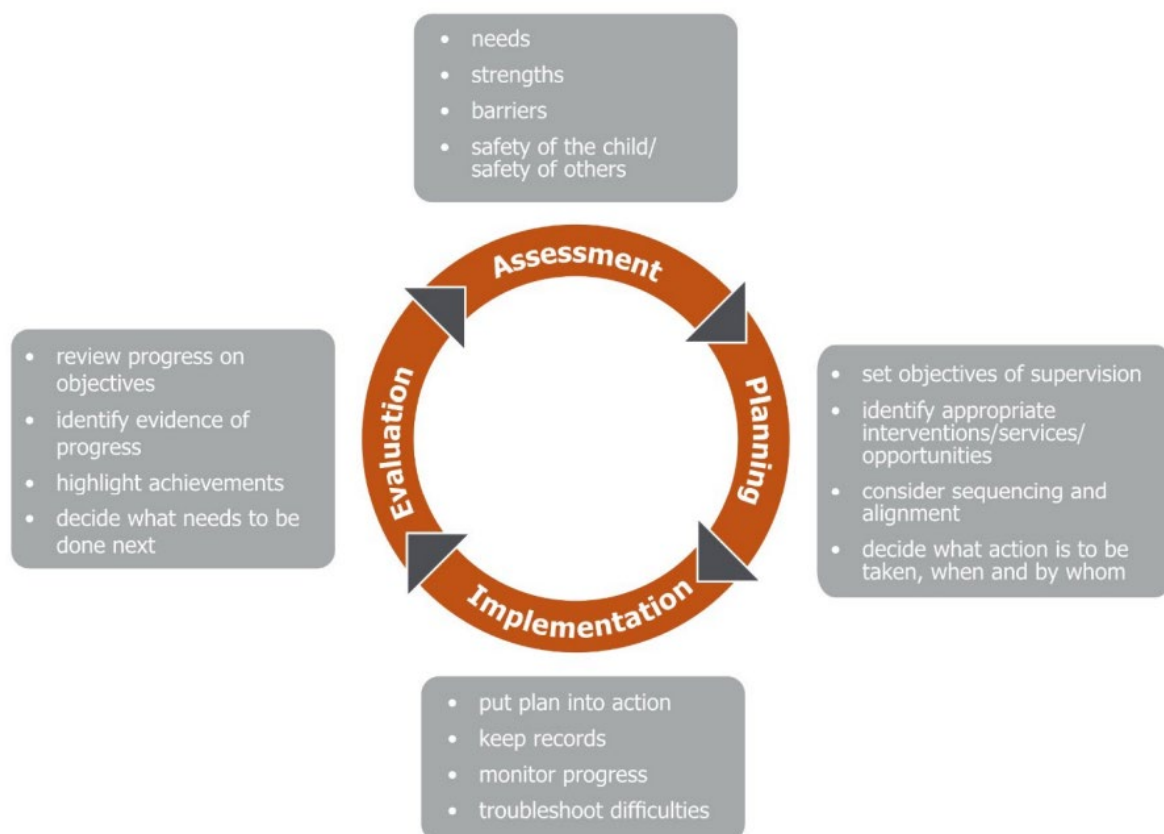 • needs
• strengths
• barriers
• safety of the child/
safety of others
Assessment
Planning
Implementation
Evaluation
• review progress on
objectives
• identify evidence of
progress
• highlight achievements
• decide what needs to be
done next
• set objectives of supervision
• identify appropriate
interventions/services/
opportunities
• consider sequencing and
alignment
• decide what action is to be
taken, when and by whom
• put plan into action
• keep records
• monitor progress
• troubleshoot difficulties